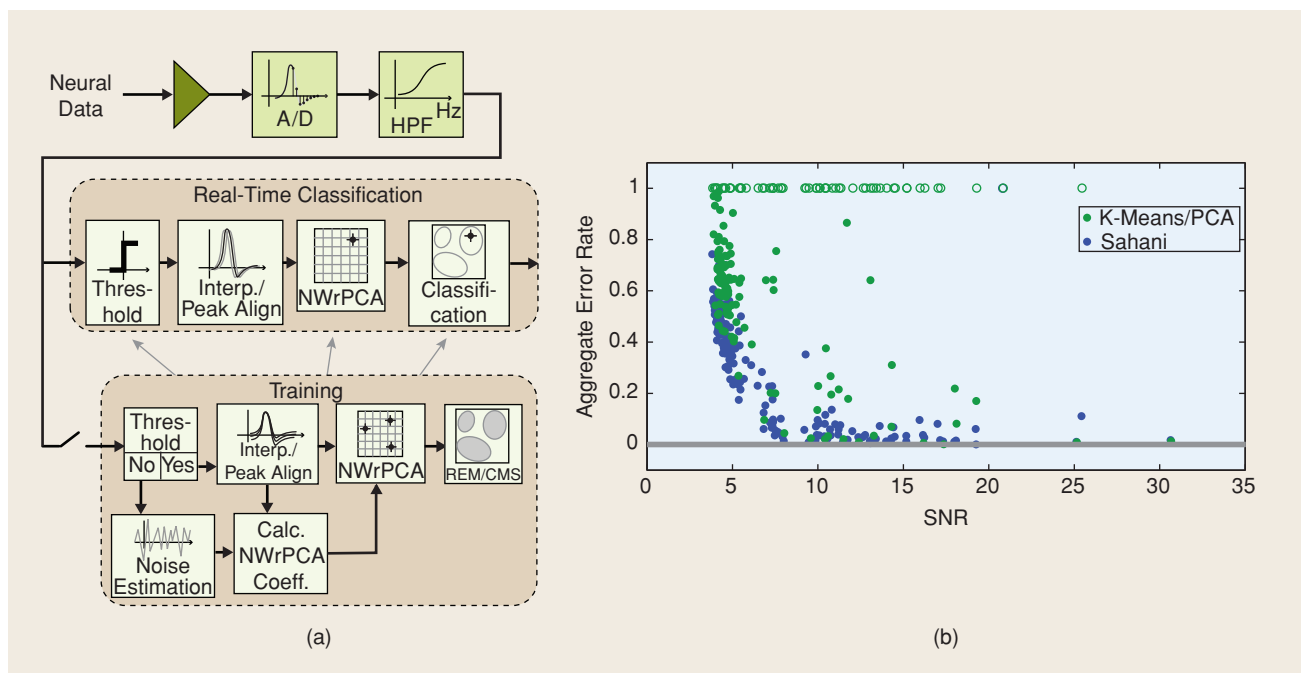 Neural
Data
A/D
HPF
Hz
Real-Time Classification
Thres-
hold
Interp./
Peak Align
NWrPCA
Classifi-
cation
Training
Thres-
hold
No Yes
Interp./
Peak Align
NWrPCA
REM/CMS
Noise
Estimation
Calc.
NWrPCA
Coeff.
(a)
Aggregate Error Rate
1
0.8
0.6
0.4
0.2
0
K-Means/PCA
Sahani
0 5 10 15 20 25 30 35
SNR
(b)